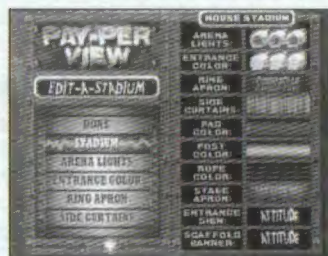 PAY-PER
VIEW
EDIT-A-STADIUM
DONE
STADIUM
ARENA LIGHTS
ENTRANCE COLOR
RING APRON
SIDE CURTAINS
HOUSE STADIUM
ARENA
LIGHTS:
ENTRANCE
COLOR:
RING
APRON:
SIDE
CURTAINS:
PAD
COLOR:
POST
COLOR:
ROPE
COLOR:
STAGE
APRON:
ENTRANCE
SIGN:
ATTITUDE
SCAFFOLD
BANNER:
ATTITUDE